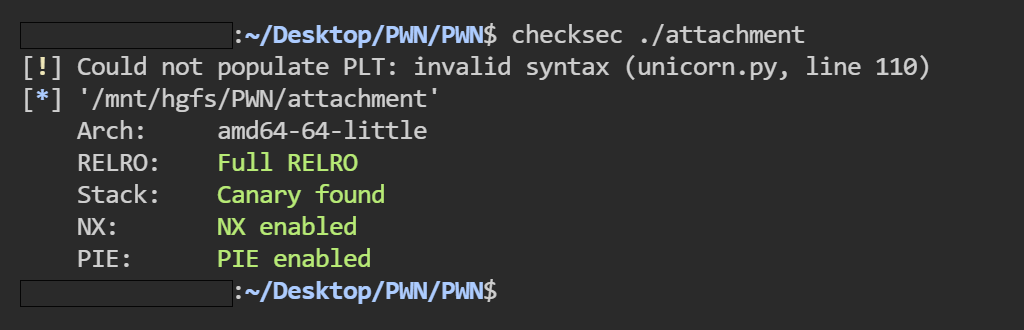 :~/Desktop/PWN/PWN$ checksec ./attachment
[!] Could not populate PLT: invalid syntax (unicorn.py, line 110)
[*] '/mnt/hgfs/PWN/attachment'
    Arch:     amd64-64-little
    RELRO:    Full RELRO
    Stack:    Canary found
    NX:       NX enabled
    PIE:      PIE enabled
:~/Desktop/PWN/PWN$